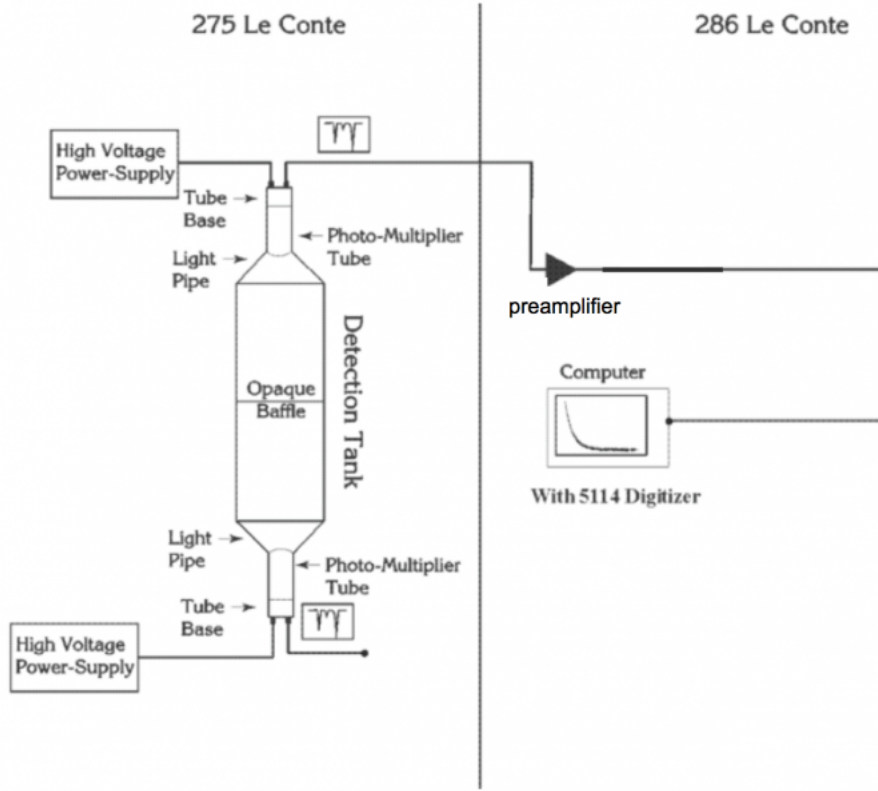 275 Le Conte
286 Le Conte
High Voltage
Power-Supply
Tube
Base
Photo-Multiplier
Tube
Light
Pipe
preamplifier
Detection Tank
Opaque
Baffle
Computer
With 5114 Digitizer
Light
Pipe
Photo-Multiplier
Tube
Tube
Base
High Voltage
Power-Supply